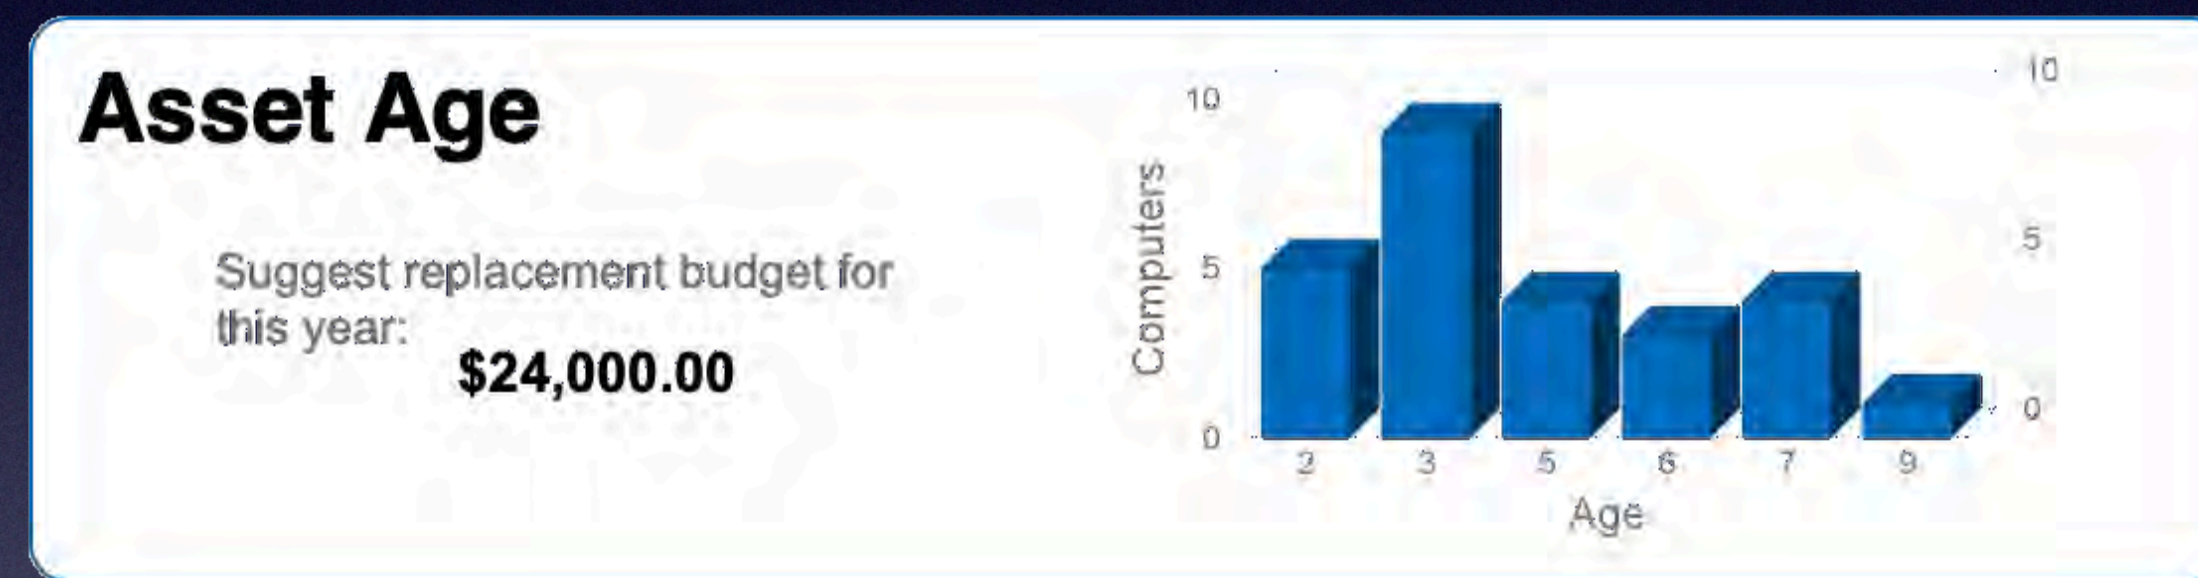 Asset Age
Suggest replacement budget for
this year:
$24,000.00
Computers
10
5
0
10
5
0
2 3 5 6 7 9
Age